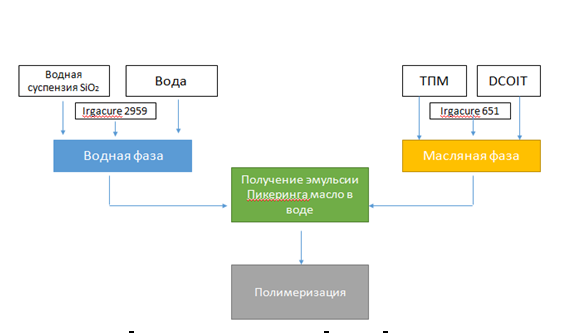 Водная
суспензия SiO₂
Вода
Irgacure 2959
ТПМ
DCOIT
Irgacure 651
Водная фаза
Масляная фаза
Получение эмульсии
Пикеринга масло в
воде
Полимеризация